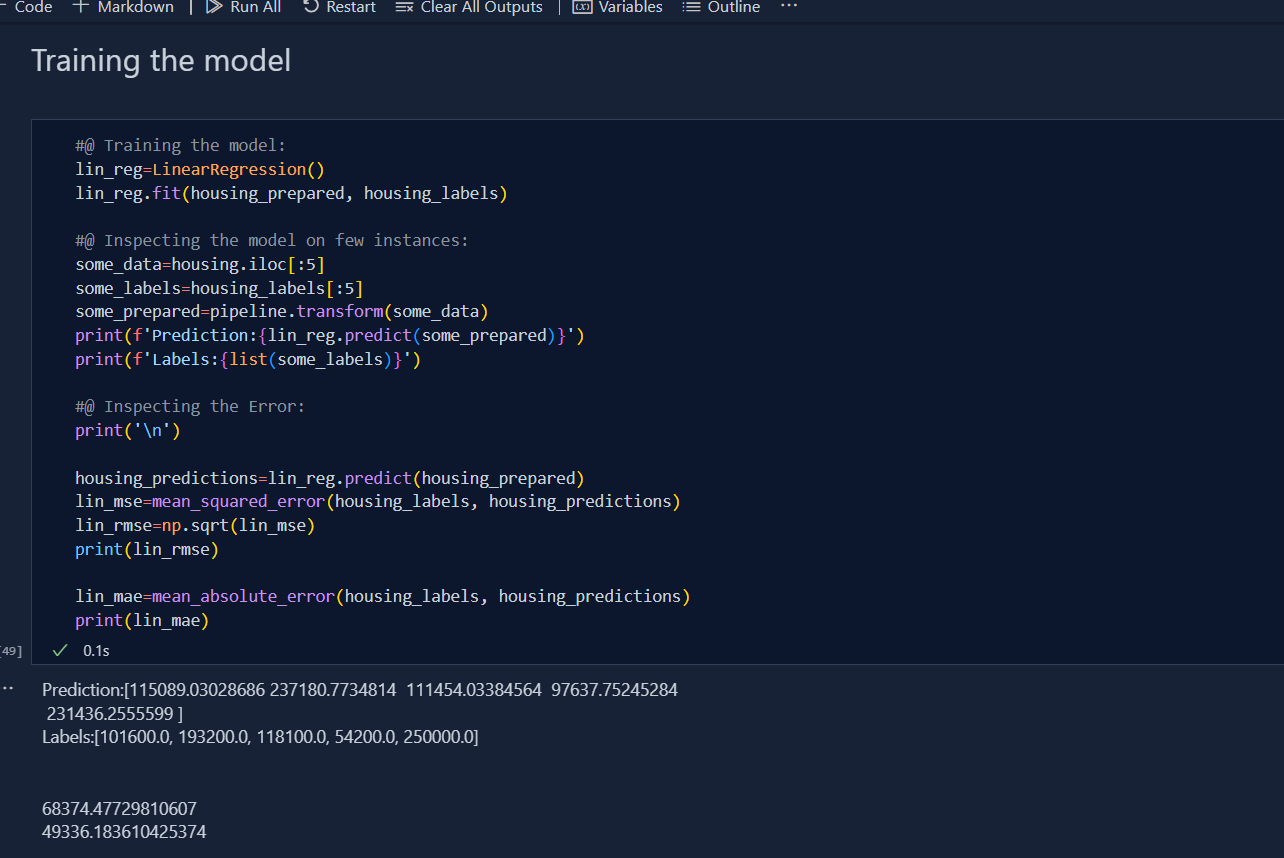 Code Markdown Run All Restart Clear All Outputs Variables Outline ...
Training the model
#@ Training the model:
lin_reg=LinearRegression()
lin_reg.fit(housing_prepared, housing_labels)
#@ Inspecting the model on few instances:
some_data=housing.iloc[:5]
some_labels=housing_labels[:5]
some_prepared=pipeline.transform(some_data)
print(f'Prediction:{lin_reg.predict(some_prepared)}')
print(f'Labels:{list(some_labels)}')
#@ Inspecting the Error:
print('\n')
housing_predictions=lin_reg.predict(housing_prepared)
lin_mse=mean_squared_error(housing_labels, housing_predictions)
lin_rmse=np.sqrt(lin_mse)
print(lin_rmse)
lin_mae=mean_absolute_error(housing_labels, housing_predictions)
print(lin_mae)
[49] 0.1s
Prediction:[115089.03028686 237180.7734814  111454.03384564  97637.75245284
231436.2555599 ]
Labels:[101600.0, 193200.0, 118100.0, 54200.0, 250000.0]
68374.47729810607
49336.183610425374